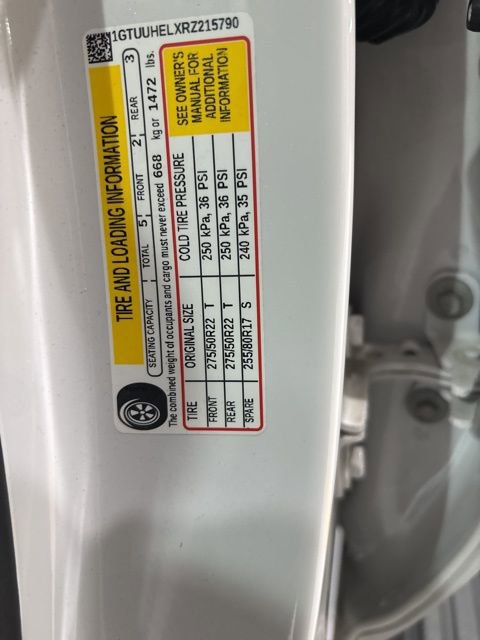 1GTUUHELXRZ215790
TIRE AND LOADING INFORMATION
SEATING CAPACITY TOTAL 5 FRONT 2 REAR 3
The combined weight of occupants and cargo must never exceed 668 kg or 1472 lbs.
TIRE ORIGINAL SIZE COLD TIRE PRESSURE
FRONT 275/50R22 T 250 kPa, 36 PSI
REAR 275/50R22 T 250 kPa, 36 PSI
SPARE 255/80R17 S 240 kPa, 35 PSI
SEE OWNER'S
MANUAL FOR
ADDITIONAL
INFORMATION